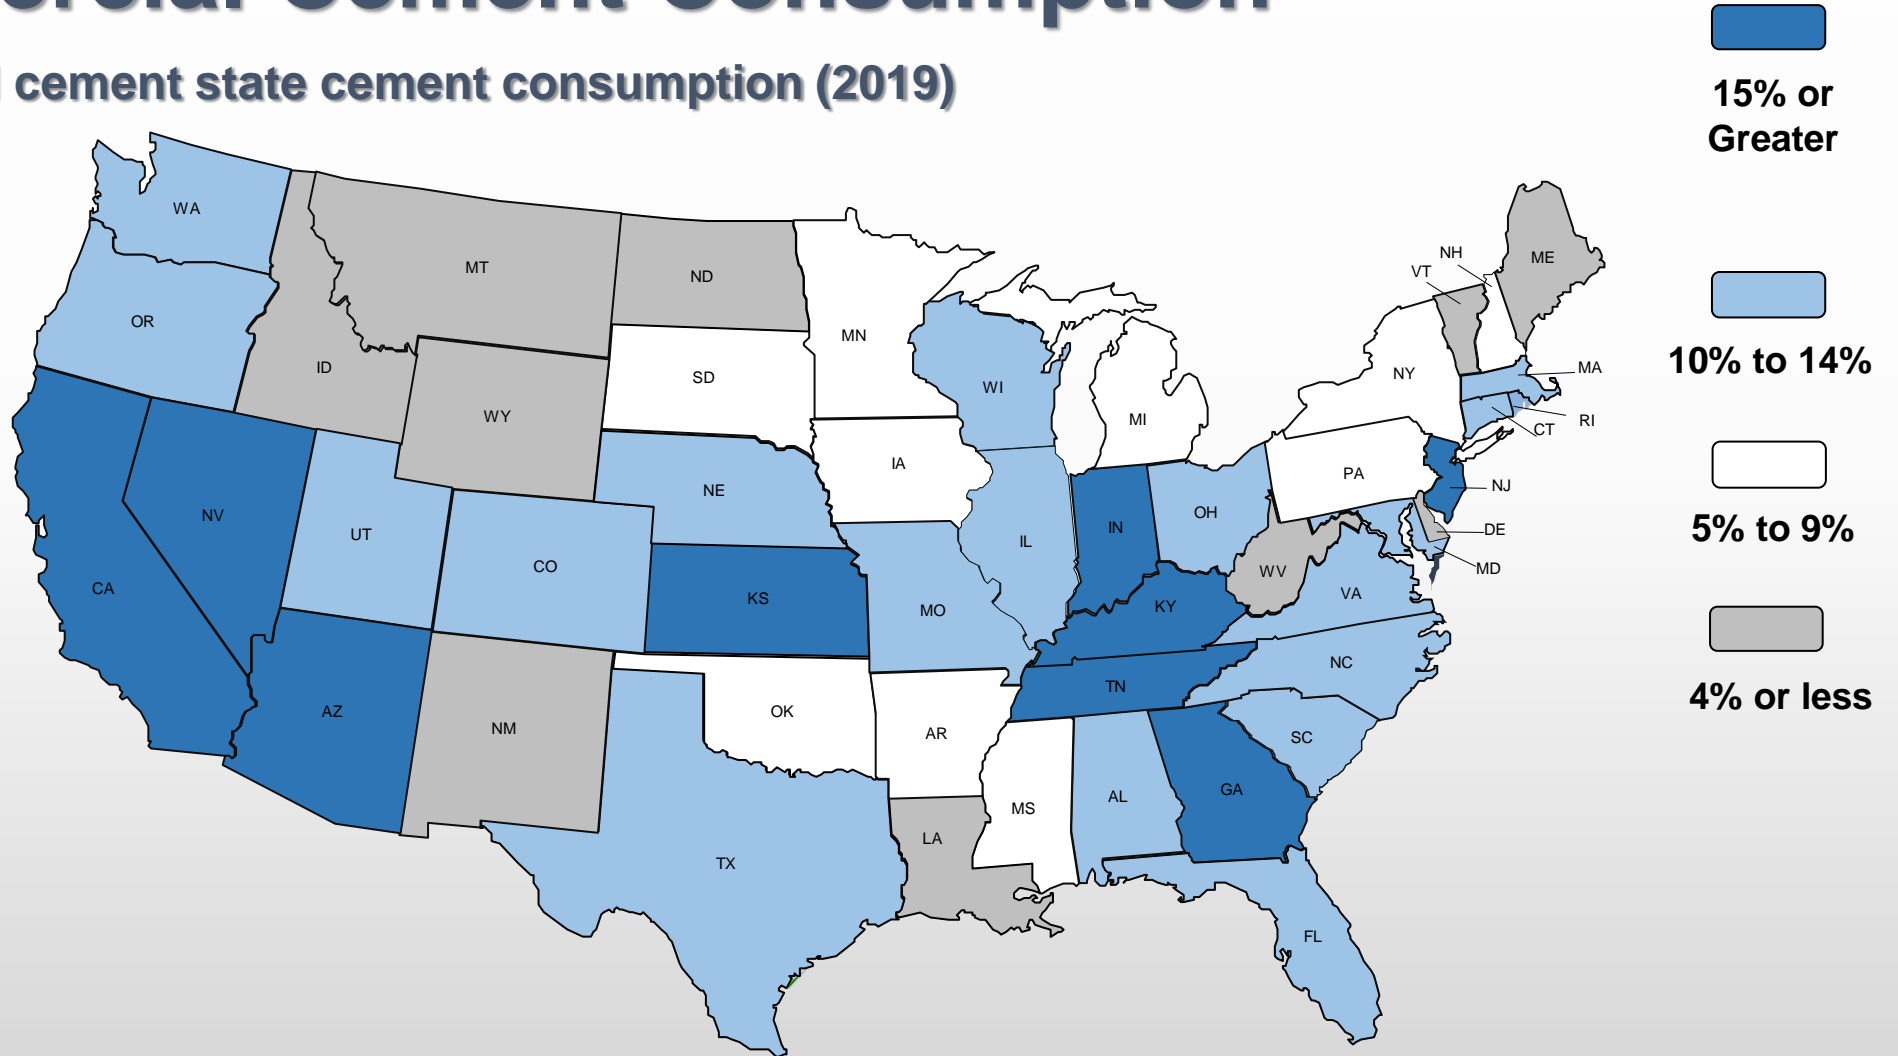 cement state cement consumption (2019)
15% or
Greater
10% to 14%
5% to 9%
4% or less
WA
OR
CA
NV
ID
MT
WY
UT
AZ
CO
NM
ND
SD
NE
KS
OK
TX
MN
IA
MO
AR
LA
WI
IL
MI
IN
OH
KY
TN
MS
AL
GA
FL
SC
NC
VA
WV
PA
NY
VT
NH
ME
MA
RI
CT
NJ
DE
MD